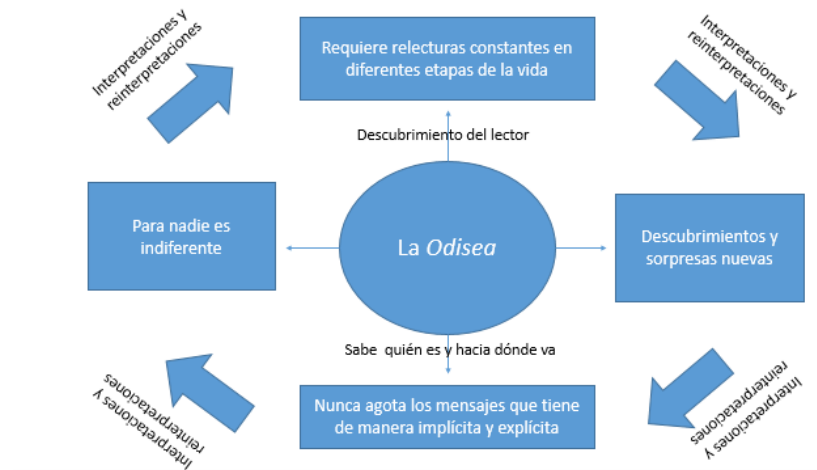 Interpretaciones y
reinterpretaciones
Requiere relecturas constantes en
diferentes etapas de la vida
Interpretaciones y
reinterpretaciones
Descubrimiento del lector
Para nadie es
indiferente
La Odisea
Descubrimientos y
sorpresas nuevas
Sabe quién es y hacia dónde va
Interpretaciones y
reinterpretaciones
Nunca agota los mensajes que tiene
de manera implícita y explícita
Interpretaciones y
reinterpretaciones